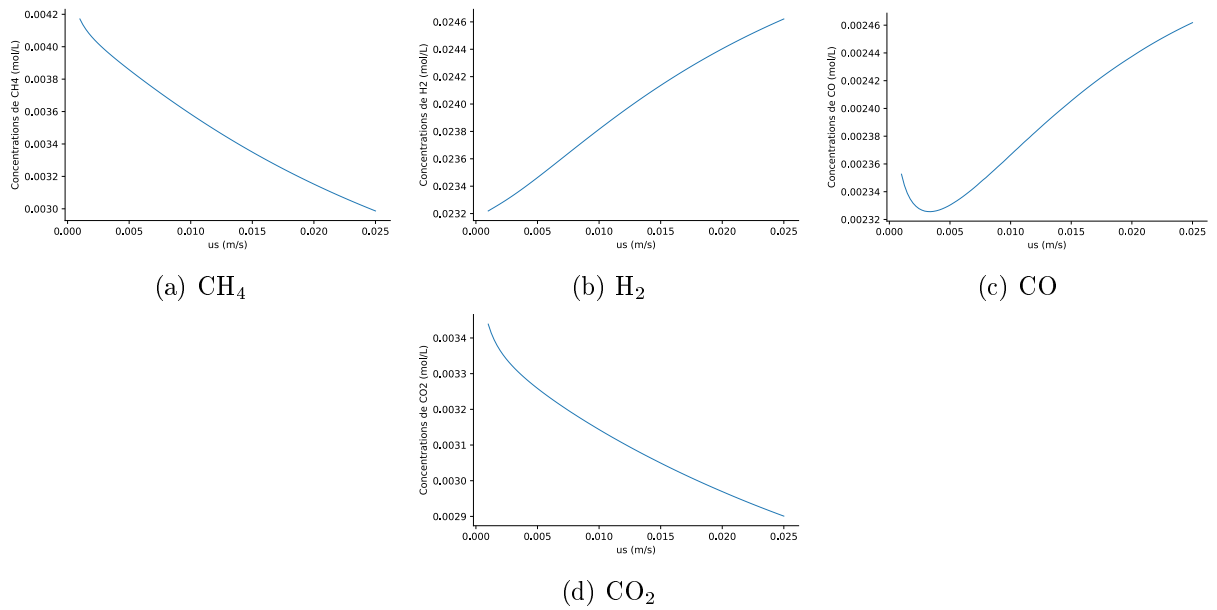 Concentrations de CH4 (mol/L)
0.0042
0.0040
0.0038
0.0036
0.0034
0.0032
0.0030
0.000 0.005 0.010 0.015 0.020 0.025
us (m/s)
(a) CH₄
Concentrations de H2 (mol/L)
0.0246
0.0244
0.0242
0.0240
0.0238
0.0236
0.0234
0.0232
0.000 0.005 0.010 0.015 0.020 0.025
us (m/s)
(b) H₂
Concentrations de CO (mol/L)
0.00246
0.00244
0.00242
0.00240
0.00238
0.00236
0.00234
0.00232
0.000 0.005 0.010 0.015 0.020 0.025
us (m/s)
(c) CO
Concentrations de CO2 (mol/L)
0.0034
0.0033
0.0032
0.0031
0.0030
0.0029
0.000 0.005 0.010 0.015 0.020 0.025
us (m/s)
(d) CO₂